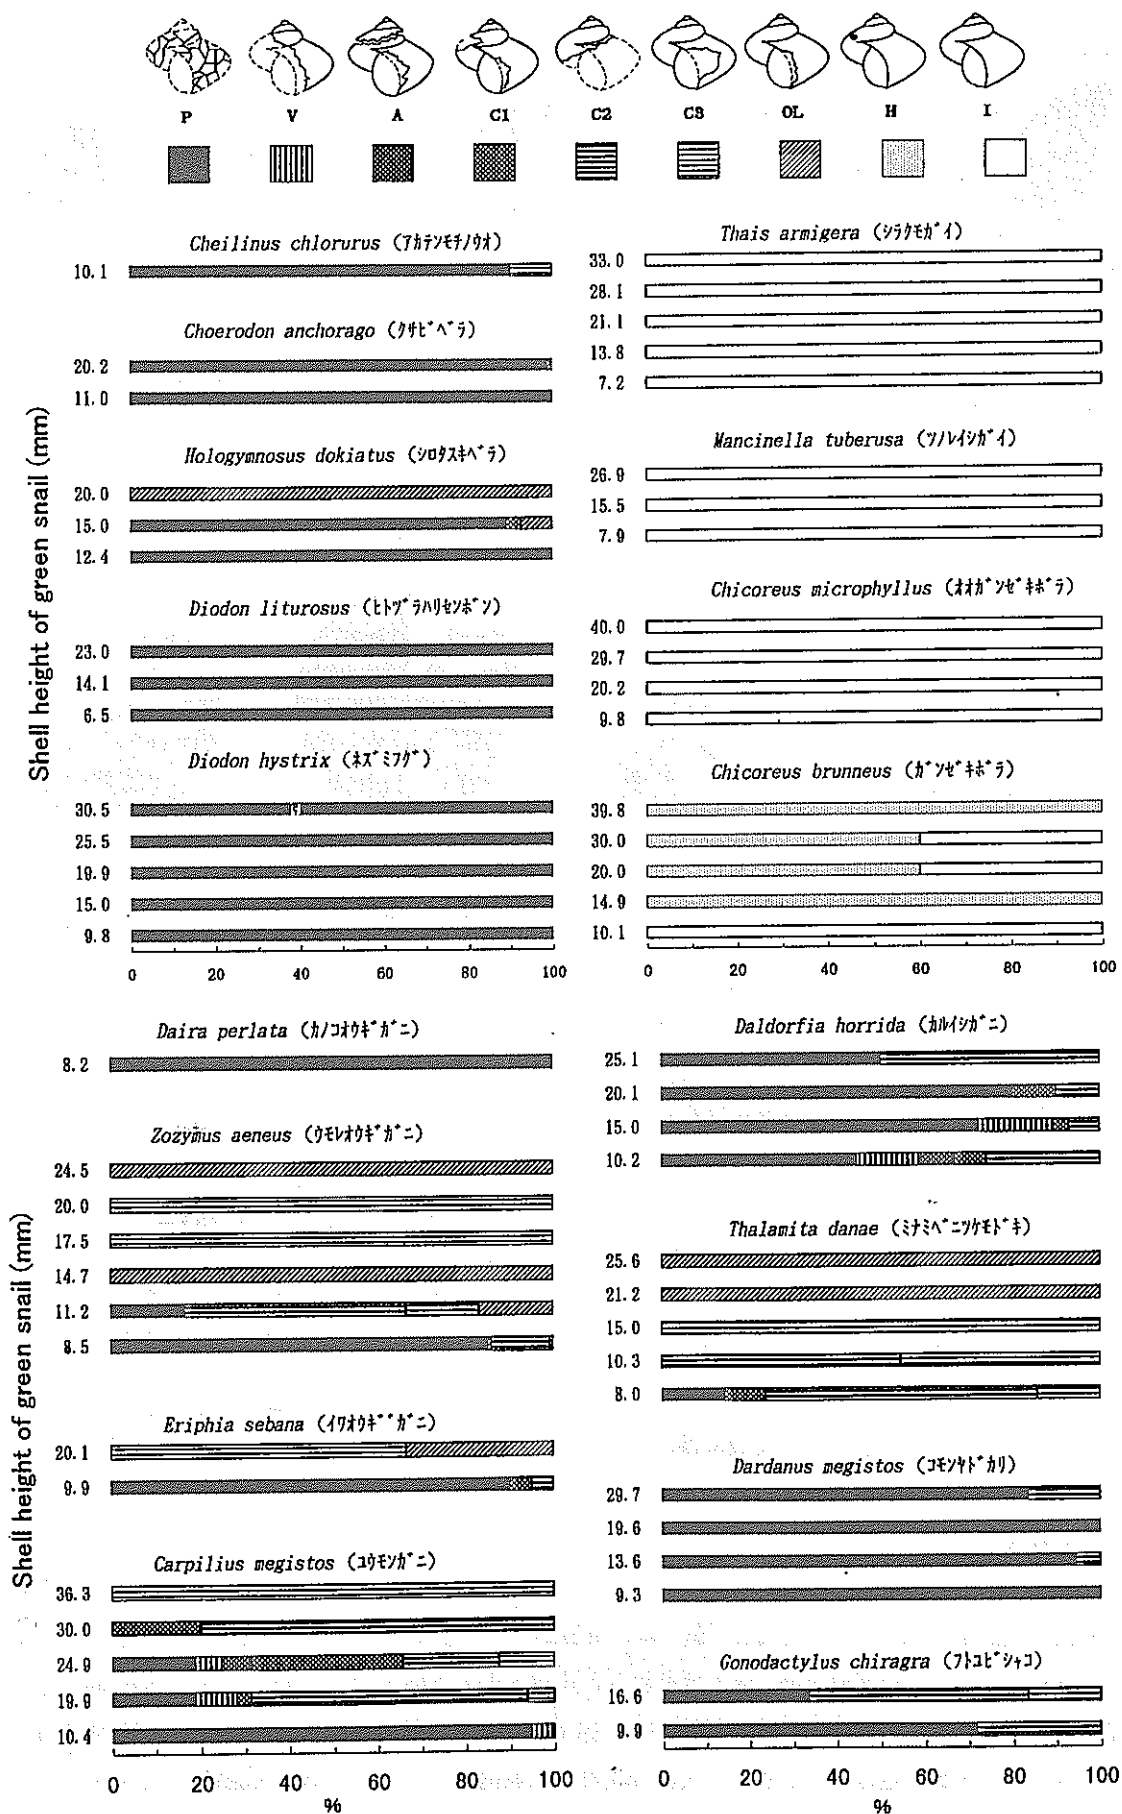 P V A C1 C2 C3 OL H I
Shell height of green snail (mm)
Cheilinus chlorurus (アカテンモチノウオ)
10.1
Choerodon anchorago (クサビベラ)
20.2
11.0
Hologymnosus dokiatus (シロタスキベラ)
20.0
15.0
12.4
Diodon liturosus (ヒトヅラハリセンボン)
23.0
14.1
6.5
Diodon hystrix (ネズミフグ)
30.5
25.5
19.9
15.0
9.8
0 20 40 60 80 100
Thais armigera (シラクモガイ)
33.0
28.1
21.1
13.8
7.2
Mancinella tuberusa (ツノレイシガイ)
26.9
15.5
7.9
Chicoreus microphyllus (オオガンゼキボラ)
40.0
29.7
20.2
9.8
Chicoreus brunneus (ガンゼキボラ)
39.8
30.0
20.0
14.9
10.1
0 20 40 60 80 100
Shell height of green snail (mm)
Daira perlata (カノコオウギガニ)
8.2
Zozymus aeneus (ウモレオウギガニ)
24.5
20.0
17.5
14.7
11.2
8.5
Eriphia sebana (イワオウギガニ)
20.1
9.9
Carpilius megistos (ユウモンガニ)
36.3
30.0
24.9
19.9
10.4
0 20 40 60 80 100
%
Daldorfia horrida (カルイシガニ)
25.1
20.1
15.0
10.2
Thalamita danae (ミナミベニツケモドキ)
25.6
21.2
15.0
10.3
8.0
Dardanus megistos (コモンヤドカリ)
29.7
19.6
13.6
9.3
Gonodactylus chiragra (フトユビシャコ)
16.6
9.9
0 20 40 60 80 100
%